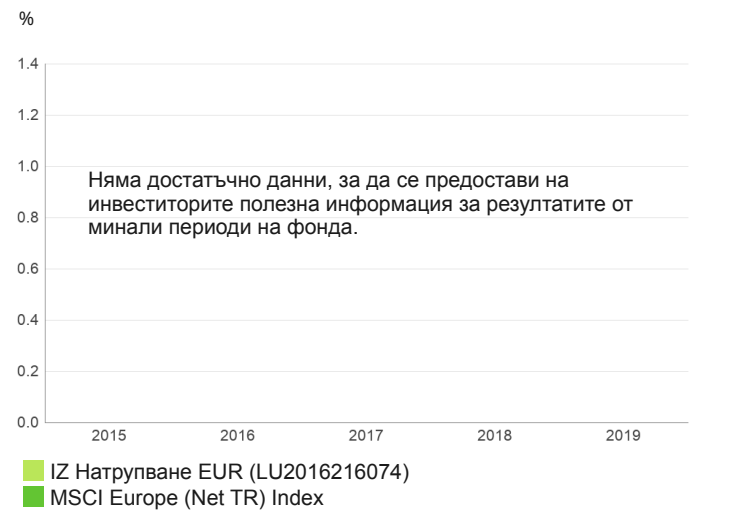 %
1.4
1.2
1.0
Няма достатъчно данни, за да се предостави на
инвеститорите полезна информация за резултатите от
минали периоди на фонда.
0.8
0.6
0.4
0.2
0.0
2015 2016 2017 2018 2019
IZ Натрупване EUR (LU2016216074)
MSCI Europe (Net TR) Index